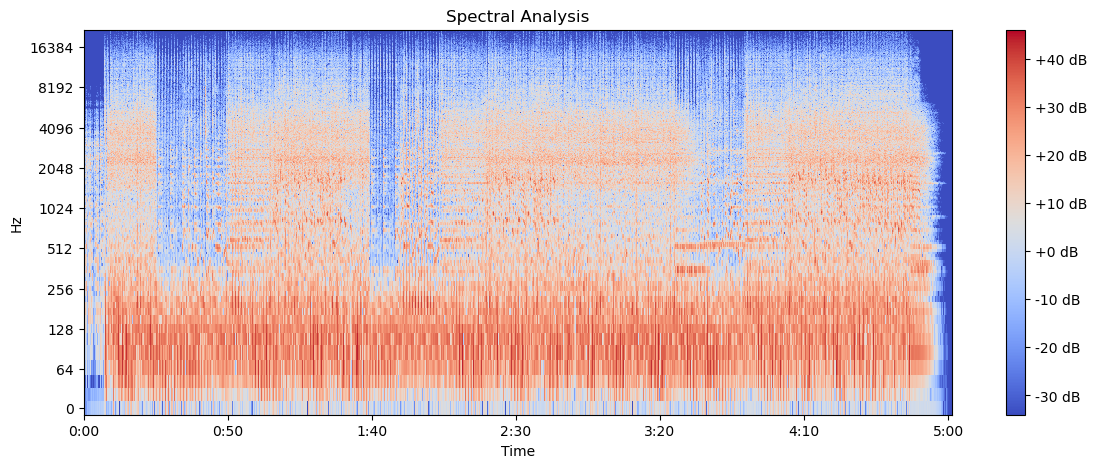 Spectral Analysis
16384
8192
4096
2048
1024
512
256
128
64
0
Hz
0:00 0:50 1:40 2:30 3:20 4:10 5:00
Time
+40 dB
+30 dB
+20 dB
+10 dB
+0 dB
-10 dB
-20 dB
-30 dB